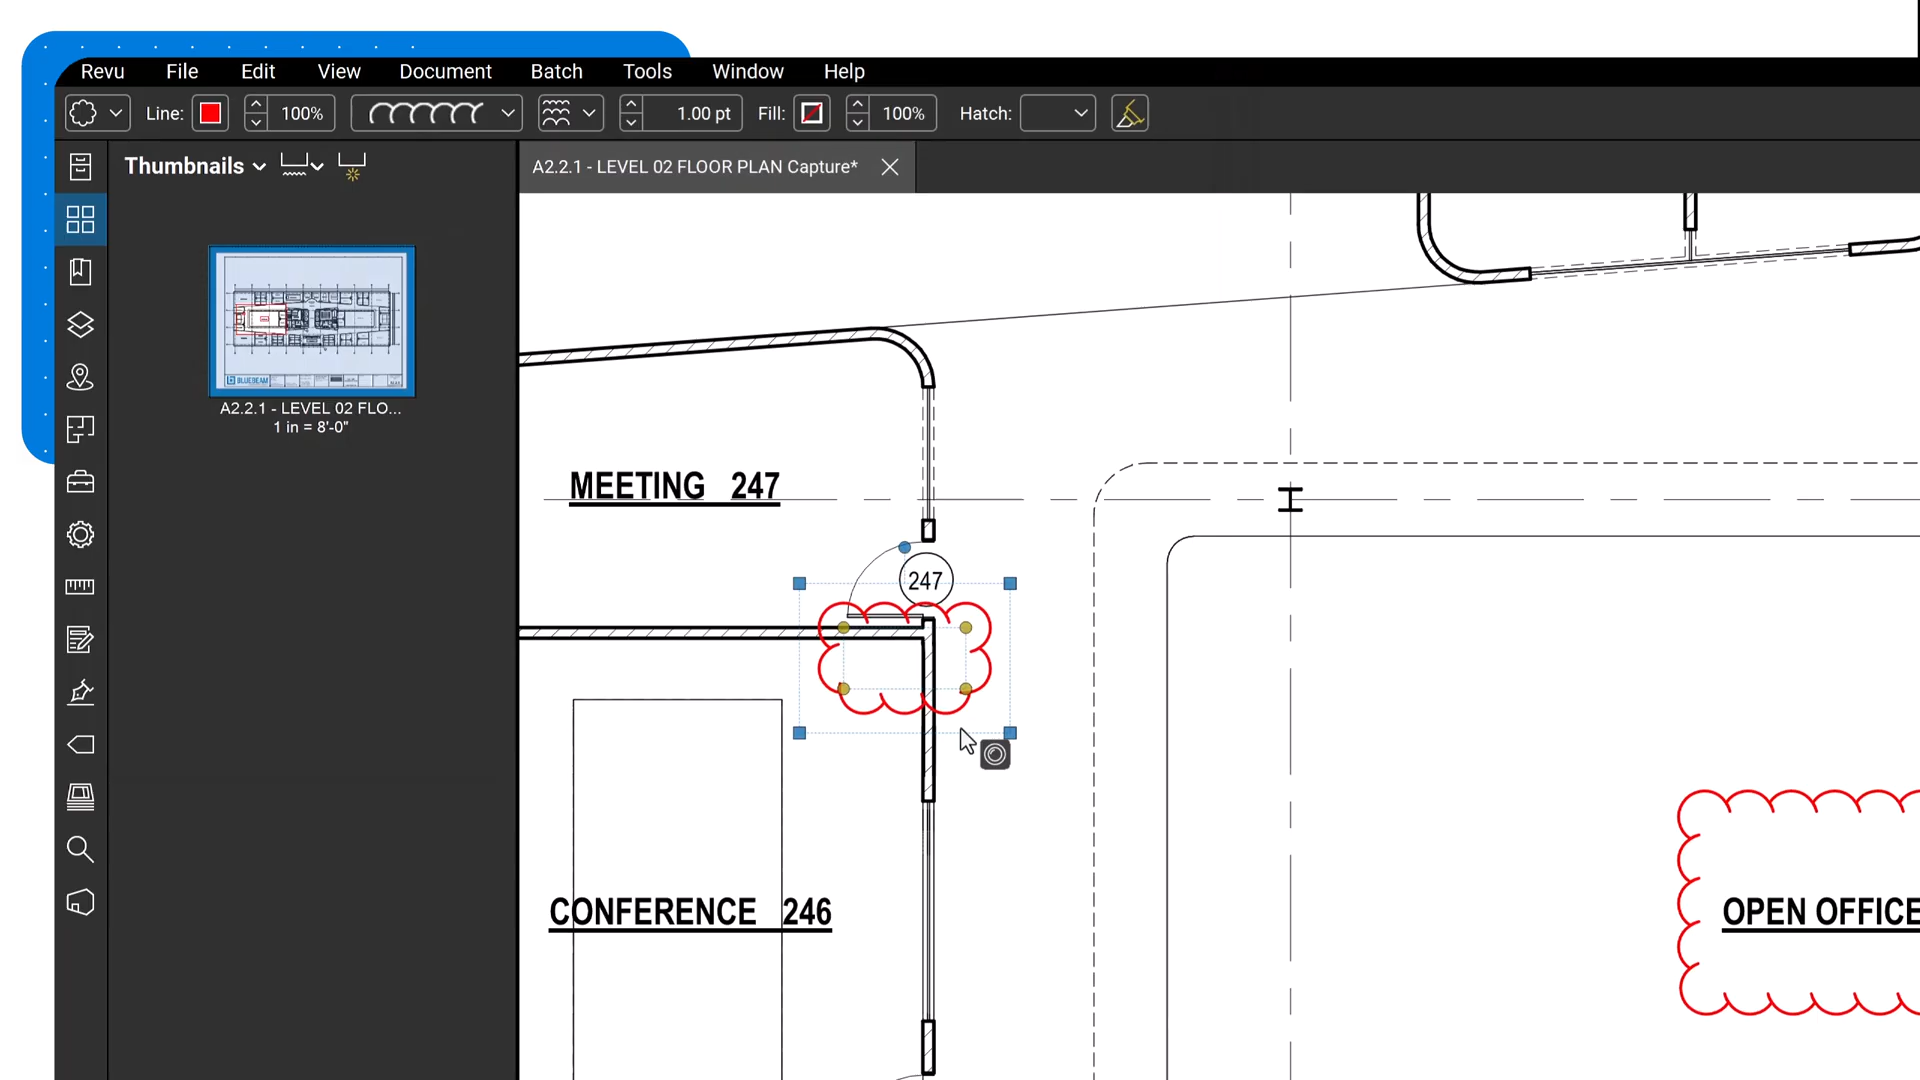 Revu File Edit View Document Batch Tools Window Help
Line: 100% 1.00 pt Fill: 100% Hatch:
Thumbnails
A2.2.1 - LEVEL 02 FLOOR PLAN Capture*
BLUEBEAM
A2.2.1 - LEVEL 02 FLO...
1 in = 8'-0"
MEETING 247
247
CONFERENCE 246
OPEN OFFICE